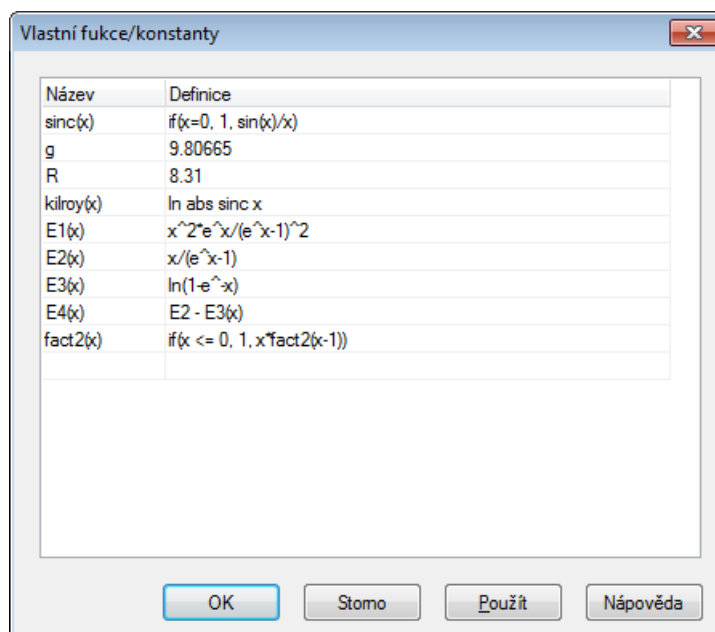 Vlastní fukce/konstanty
Název Definice
sinc(x) if(x=0, 1, sin(x)/x)
g 9.80665
R 8.31
kilroy(x) ln abs sinc x
E1(x) x^2*e^x/(e^x-1)^2
E2(x) x/(e^x-1)
E3(x) ln(1-e^-x)
E4(x) E2 - E3(x)
fact2(x) if(x <= 0, 1, x*fact2(x-1))
OK Storno Použít Nápověda